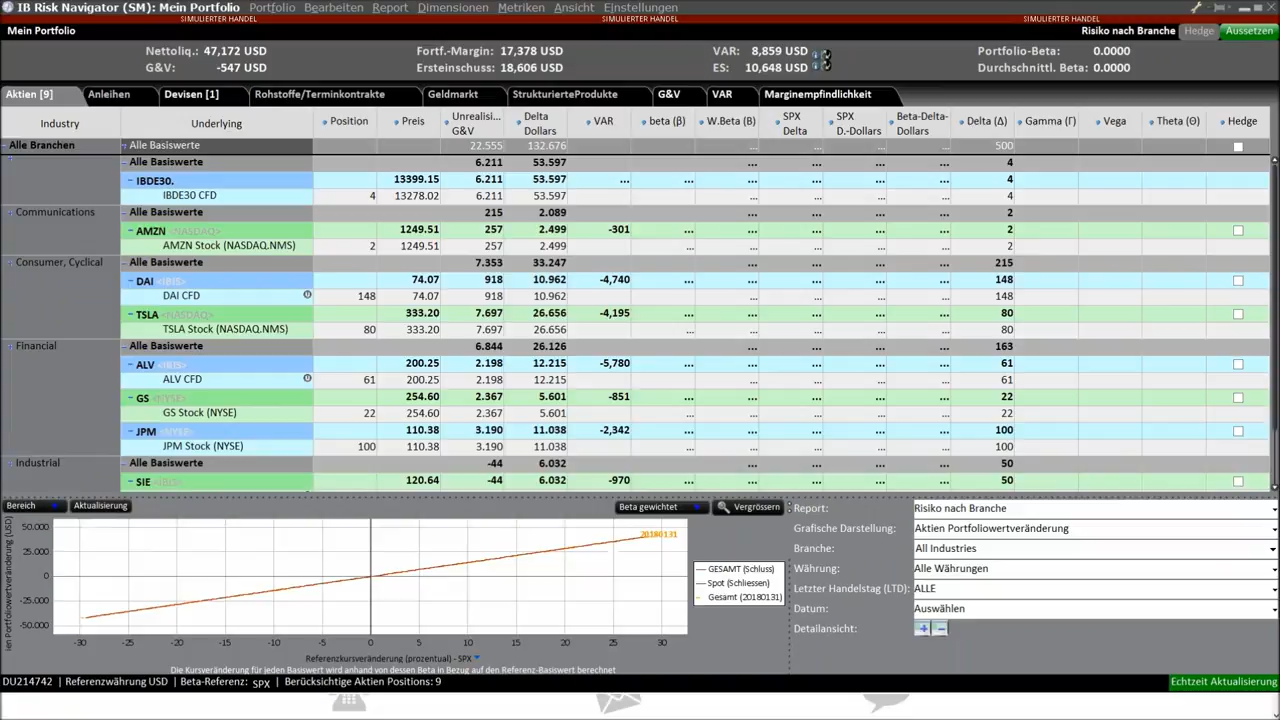 IB Risk Navigator (SM): Mein Portfolio Portfolio Bearbeiten Report Dimensionen Metriken Ansicht Einstellungen
SIMULIERTER HANDEL SIMULIERTER HANDEL SIMULIERTER HANDEL
Mein Portfolio Risiko nach Branche Hedge Aussetzen
Nettoliq.: 47,172 USD Fortf.-Margin: 17,378 USD VAR: 8,859 USD Portfolio-Beta: 0.0000
G&V: -547 USD Ersteinschuss: 18,606 USD ES: 10,648 USD Durchschnittl. Beta: 0.0000
Aktien [9] Anleihen Devisen [1] Rohstoffe/Terminkontrakte Geldmarkt StrukturierteProdukte G&V VAR Marginempfindlichkeit
Industry Underlying Position Preis Unrealisi... G&V Delta Dollars VAR beta (β) W.Beta (B) SPX Delta SPX D.-Dollars Beta-Delta-Dollars Delta (Δ) Gamma (Γ) Vega Theta (Θ) Hedge
Alle Branchen Alle Basiswerte 22.555 132.676 ... ... ... 500
Alle Basiswerte 6.211 53.597 ... ... ... 4
IBDE30. 13399.15 6.211 53.597 ... ... ... ... ... ... 4
IBDE30 CFD 4 13278.02 6.211 53.597 ... ... ... ... ... 4
Communications Alle Basiswerte 215 2.089 ... ... ... 2
AMZN <NASDAQ> 1249.51 257 2.499 -301 ... ... ... ... ... 2
AMZN Stock (NASDAQ.NMS) 2 1249.51 257 2.499 ... ... ... ... ... 2
Consumer, Cyclical Alle Basiswerte 7.353 33.247 ... ... ... 215
DAI <IBIS> 74.07 918 10.962 -4,740 ... ... ... ... ... 148
DAI CFD 148 74.07 918 10.962 ... ... ... ... ... 148
TSLA <NASDAQ> 333.20 7.697 26.656 -4,195 ... ... ... ... ... 80
TSLA Stock (NASDAQ.NMS) 80 333.20 7.697 26.656 ... ... ... ... ... 80
Financial Alle Basiswerte 6.844 26.126 ... ... ... 163
ALV <IBIS> 200.25 2.198 12.215 -5,780 ... ... ... ... ... 61
ALV CFD 61 200.25 2.198 12.215 ... ... ... ... ... 61
GS <NYSE> 254.60 2.367 5.601 -851 ... ... ... ... ... 22
GS Stock (NYSE) 22 254.60 2.367 5.601 ... ... ... ... ... 22
JPM <NYSE> 110.38 3.190 11.038 -2,342 ... ... ... ... ... 100
JPM Stock (NYSE) 100 110.38 3.190 11.038 ... ... ... ... ... 100
Industrial Alle Basiswerte -44 6.032 ... ... ... 50
SIE <IBIS> 120.64 -44 6.032 -970 ... ... ... ... ... 50
Bereich Aktualisierung Beta gewichtet Vergrössern
ien Portfoliowertveränderung (USD)
50.000
25.000
0
-25.000
-50.000
20180131
-30 -25 -20 -15 -10 -5 0 5 10 15 20 25 30
Referenzkursveränderung (prozentual) - SPX
Die Kursveränderung für jeden Basiswert wird anhand von dessen Beta in Bezug auf den Referenz-Basiswert berechnet
GESAMT (Schluss)
Spot (Schliessen)
Gesamt (20180131)
Report: Risiko nach Branche
Grafische Darstellung: Aktien Portfoliowertveränderung
Branche: All Industries
Währung: Alle Währungen
Letzter Handelstag (LTD): ALLE
Datum: Auswählen
Detailansicht: + −
DU214742 | Referenzwährung USD | Beta-Referenz: SPX | Berücksichtige Aktien Positionen: 9 Echtzeit Aktualisierung